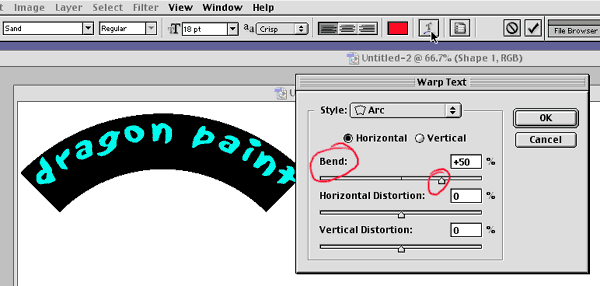 t Image Layer Select Filter View Window Help
Sand Regular T 18 pt aa Crisp File Browser
Untitled-2 @ 66.7% (Shape 1, RGB)
Warp Text
Style: Arc
OK
Horizontal Vertical
Cancel
Bend: +50 %
Horizontal Distortion: 0 %
Vertical Distortion: 0 %
dragon paint